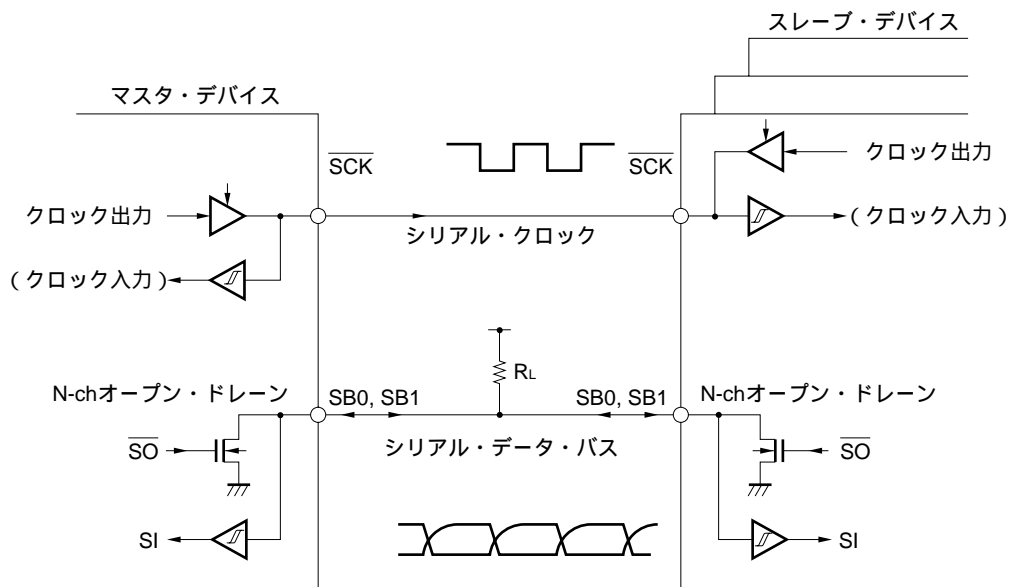 スレーブ・デバイス
マスタ・デバイス
SCK
SCK
クロック出力
クロック出力
シリアル・クロック
(クロック入力)
(クロック入力)
RL
N-chオープン・ドレーン
SB0, SB1
SB0, SB1
N-chオープン・ドレーン
SO
シリアル・データ・バス
SO
SI
SI